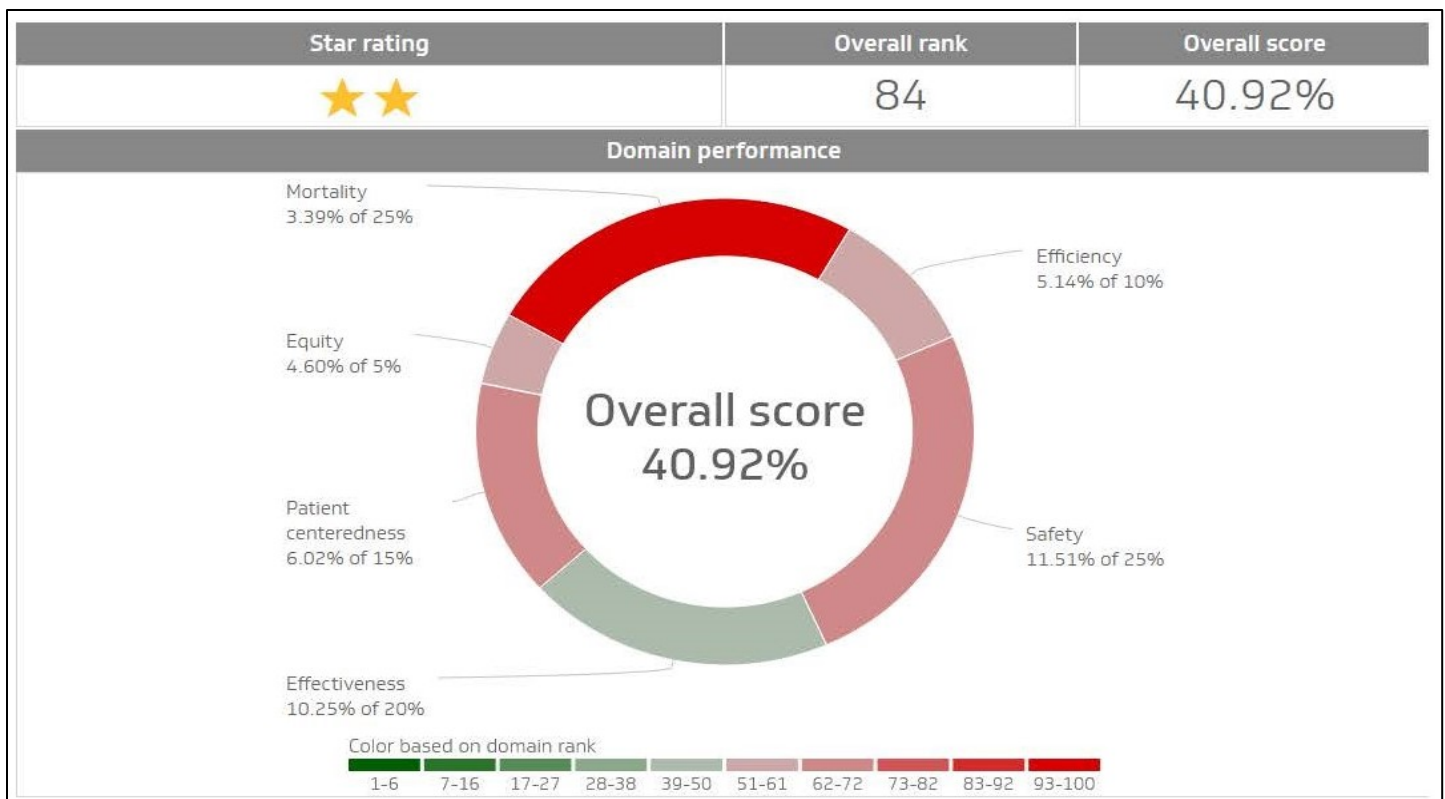 Star rating
Overall rank
Overall score
84
40.92%
Domain performance
Mortality
3.39% of 25%
Efficiency
5.14% of 10%
Equity
4.60% of 5%
Overall score
40.92%
Patient
centeredness
6.02% of 15%
Safety
11.51% of 25%
Effectiveness
10.25% of 20%
Color based on domain rank
1-6 7-16 17-27 28-38 39-50 51-61 62-72 73-82 83-92 93-100